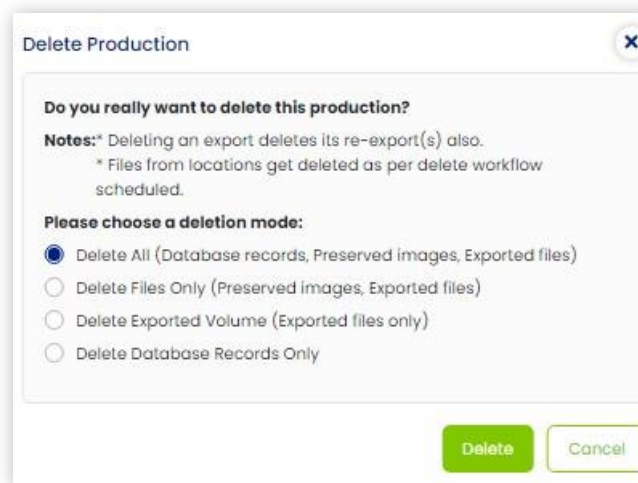 Delete Production
Do you really want to delete this production?
Notes:* Deleting an export deletes its re-export(s) also.
* Files from locations get deleted as per delete workflow
scheduled.
Please choose a deletion mode:
Delete All (Database records, Preserved images, Exported files)
Delete Files Only (Preserved images, Exported files)
Delete Exported Volume (Exported files only)
Delete Database Records Only
Delete Cancel